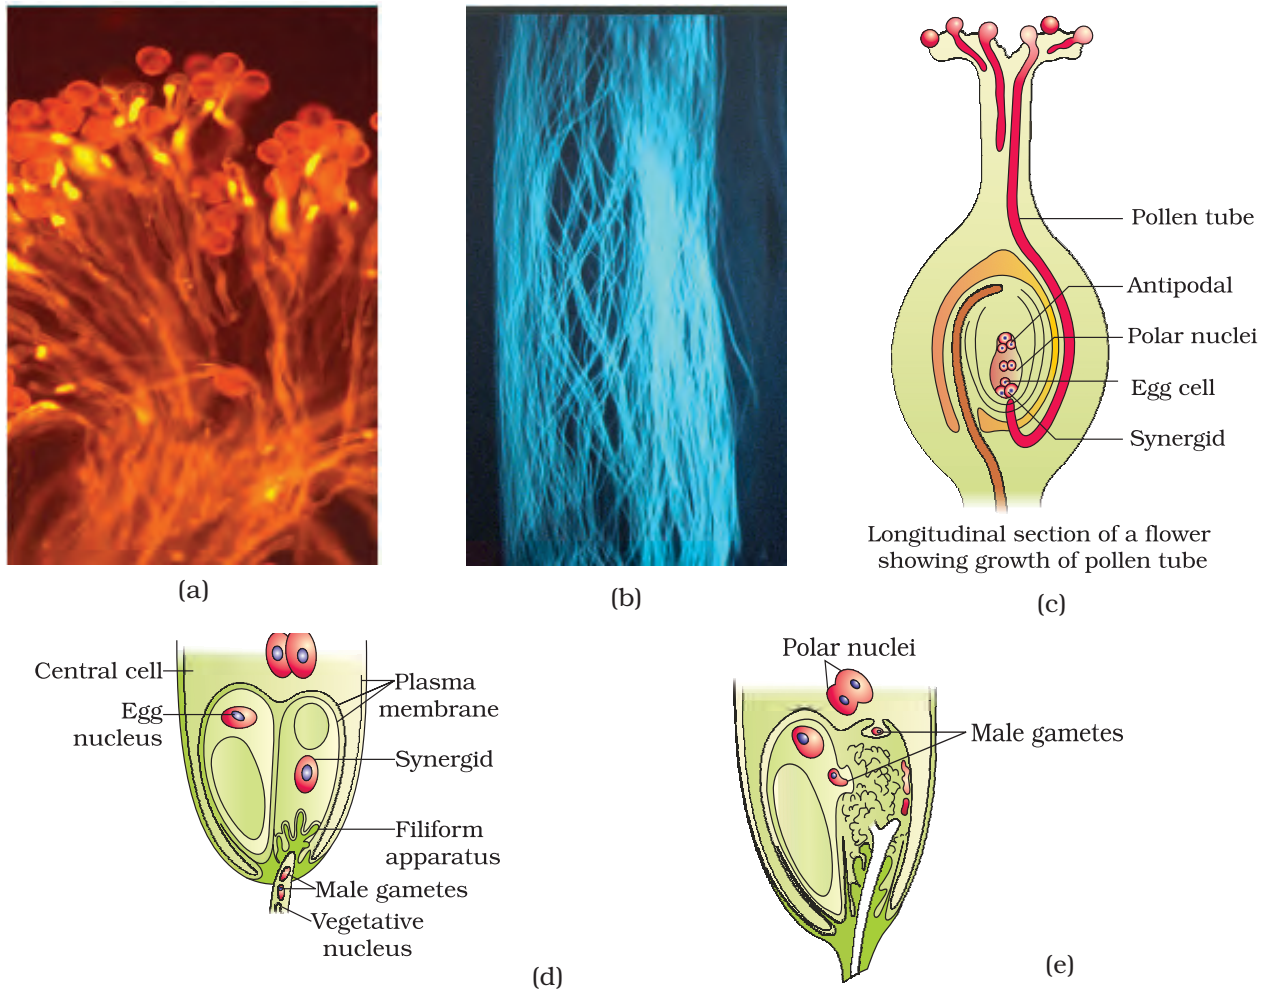 (a)
(b)
Pollen tube
Antipodal
Polar nuclei
Egg cell
Synergid
Longitudinal section of a flower
showing growth of pollen tube
(c)
Central cell
Egg
nucleus
Plasma
membrane
Synergid
Filiform
apparatus
Male gametes
Vegetative
nucleus
(d)
Polar nuclei
Male gametes
(e)